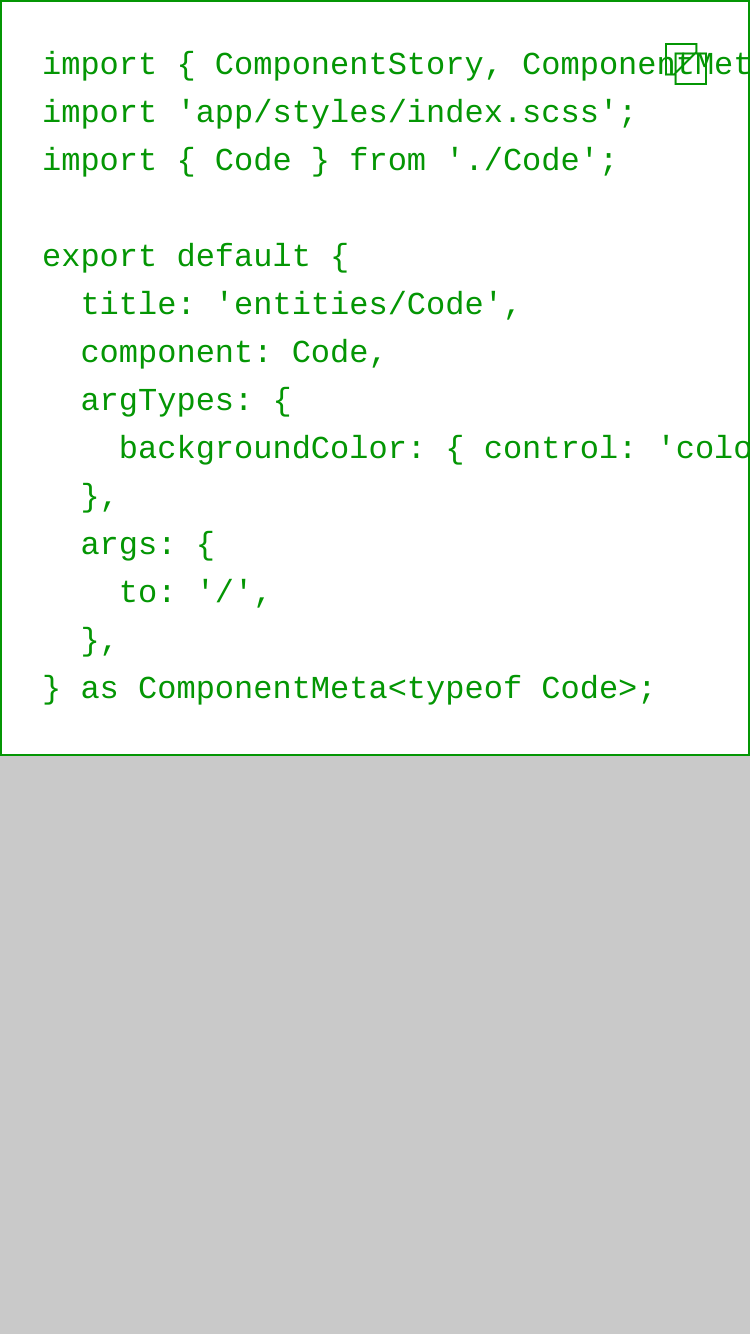 import { ComponentStory, ComponentMet
import 'app/styles/index.scss';
import { Code } from './Code';
export default {
  title: 'entities/Code',
  component: Code,
  argTypes: {
    backgroundColor: { control: 'colo
  },
  args: {
    to: '/',
  },
} as ComponentMeta<typeof Code>;